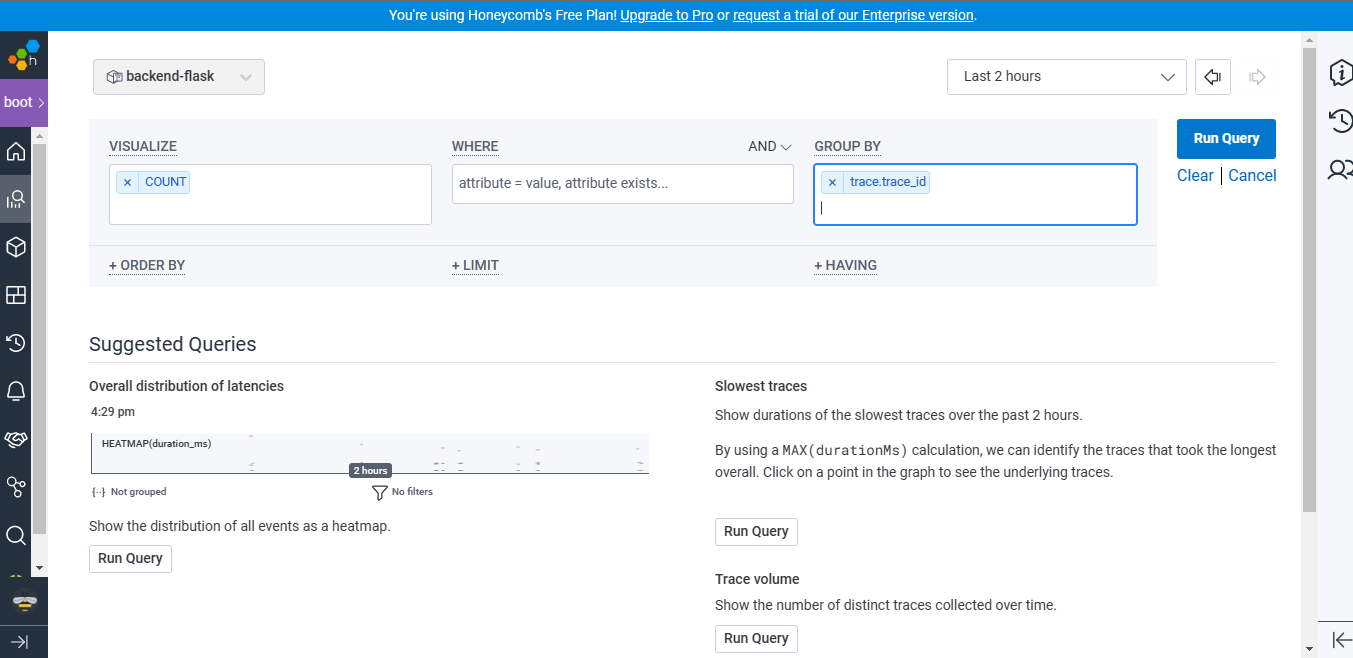 You're using Honeycomb's Free Plan! Upgrade to Pro or request a trial of our Enterprise version.
h
boot
backend-flask
Last 2 hours
VISUALIZE
WHERE
AND
GROUP BY
Run Query
COUNT
attribute = value, attribute exists...
trace.trace_id
Clear | Cancel
+ ORDER BY
+ LIMIT
+ HAVING
Suggested Queries
Overall distribution of latencies
4:29 pm
HEATMAP(duration_ms)
2 hours
Not grouped
No filters
Show the distribution of all events as a heatmap.
Run Query
Slowest traces
Show durations of the slowest traces over the past 2 hours.
By using a MAX(durationMs) calculation, we can identify the traces that took the longest
overall. Click on a point in the graph to see the underlying traces.
Run Query
Trace volume
Show the number of distinct traces collected over time.
Run Query